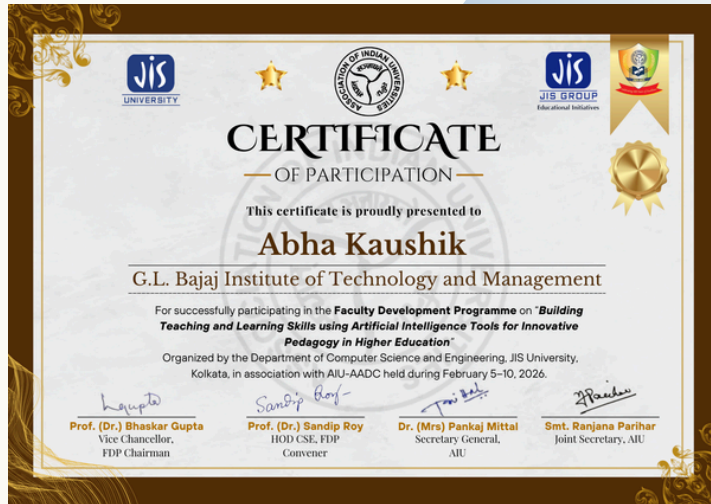 JIS
UNIVERSITY
ASSOCIATION OF INDIAN UNIVERSITIES
JIS
JIS GROUP
Educational Initiatives
CERTIFICATE
OF PARTICIPATION
This certificate is proudly presented to
Abha Kaushik
G.L. Bajaj Institute of Technology and Management
For successfully participating in the Faculty Development Programme on "Building
Teaching and Learning Skills using Artificial Intelligence Tools for Innovative
Pedagogy in Higher Education"
Organized by the Department of Computer Science and Engineering, JIS University,
Kolkata, in association with AIU-AADC held during February 5–10, 2026.
Prof. (Dr.) Bhaskar Gupta
Vice Chancellor,
FDP Chairman
Prof. (Dr.) Sandip Roy
HOD CSE, FDP
Convener
Dr. (Mrs) Pankaj Mittal
Secretary General,
AIU
Smt. Ranjana Parihar
Joint Secretary, AIU